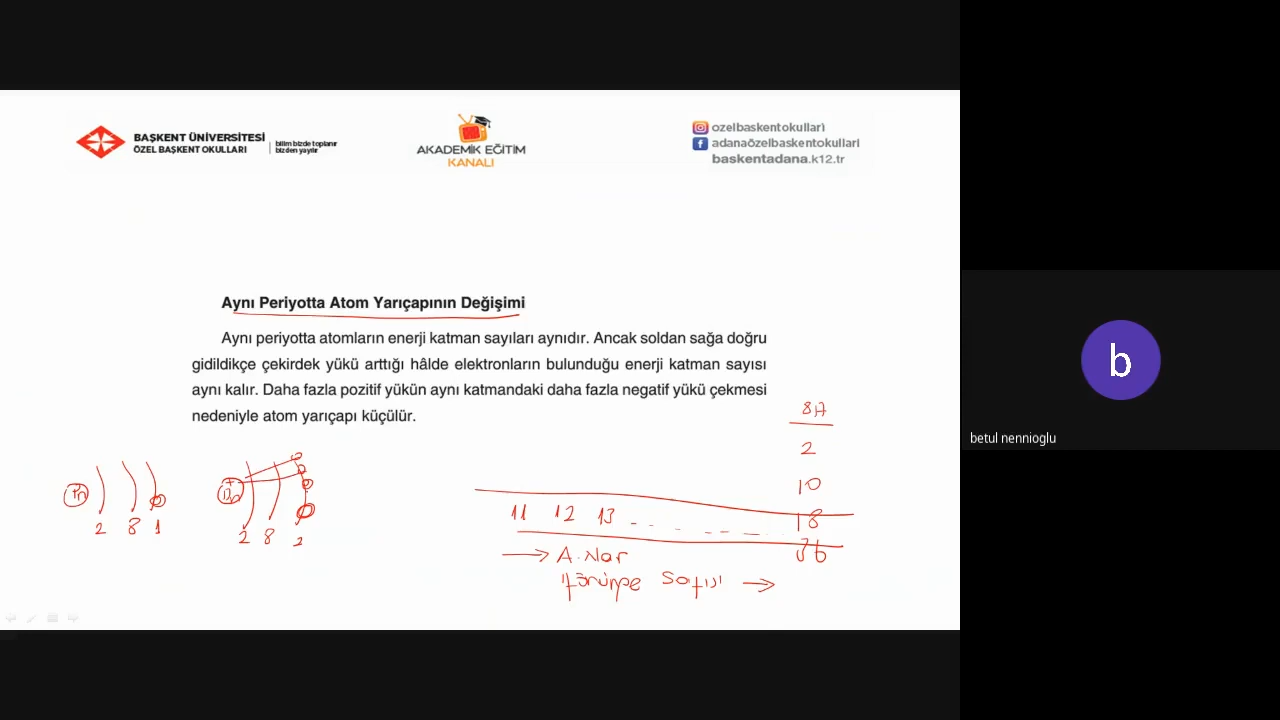 BAŞKENT ÜNİVERSİTESİ
ÖZEL BAŞKENT OKULLARI
bilim bizde toplanır
bizden yayılır
AKADEMİK EĞİTİM
KANALI
ozelbaskentokullari
adanaözelbaskentokullari
baskentadana.k12.tr
Aynı Periyotta Atom Yarıçapının Değişimi
Aynı periyotta atomların enerji katman sayıları aynıdır. Ancak soldan sağa doğru
gidildikçe çekirdek yükü arttığı hâlde elektronların bulunduğu enerji katman sayısı
aynı kalır. Daha fazla pozitif yükün aynı katmandaki daha fazla negatif yükü çekmesi
nedeniyle atom yarıçapı küçülür.
8A
2
10
11 12 13 18
36
2 8 1
2 8 2
A. No↑
sayısı
b
betul nennioglu